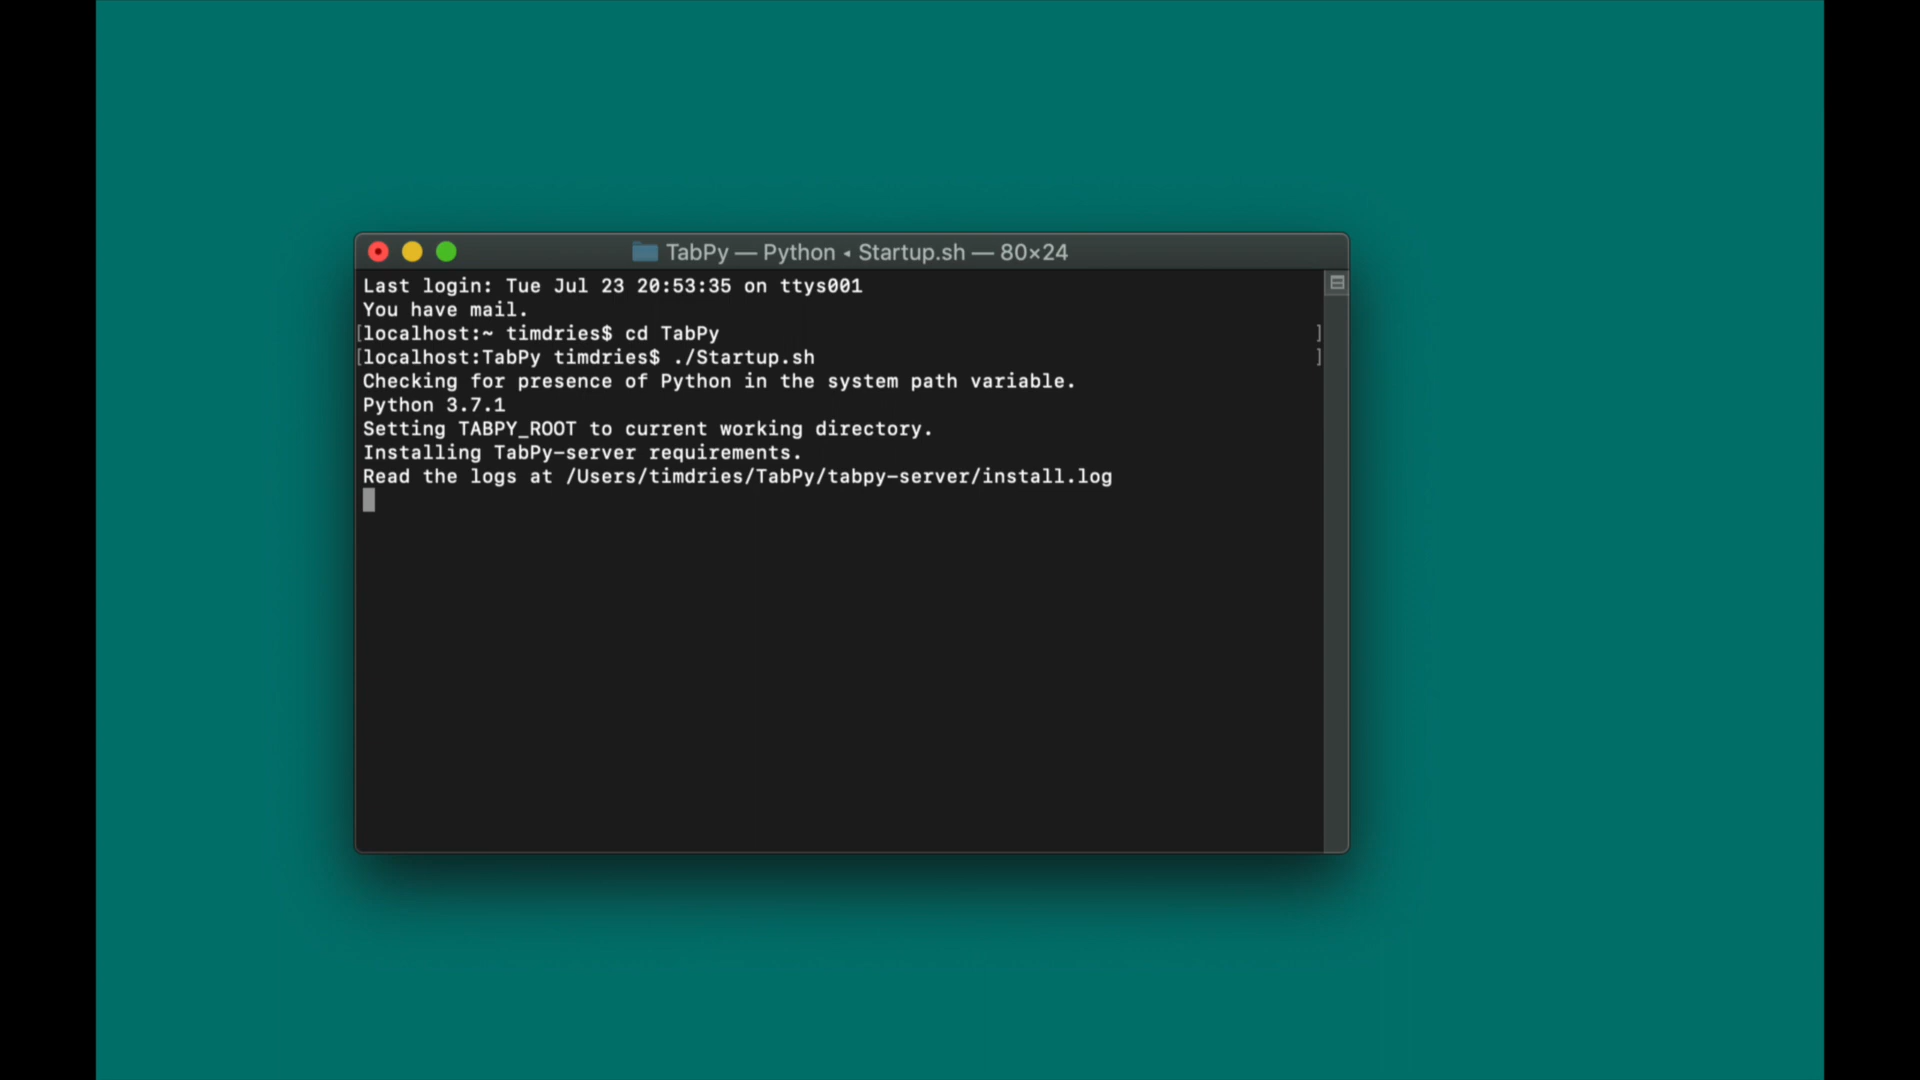 TabPy — Python ◂ Startup.sh — 80×24
Last login: Tue Jul 23 20:53:35 on ttys001
You have mail.
[localhost:~ timdries$ cd TabPy ]
[localhost:TabPy timdries$ ./Startup.sh ]
Checking for presence of Python in the system path variable.
Python 3.7.1
Setting TABPY_ROOT to current working directory.
Installing TabPy-server requirements.
Read the logs at /Users/timdries/TabPy/tabpy-server/install.log